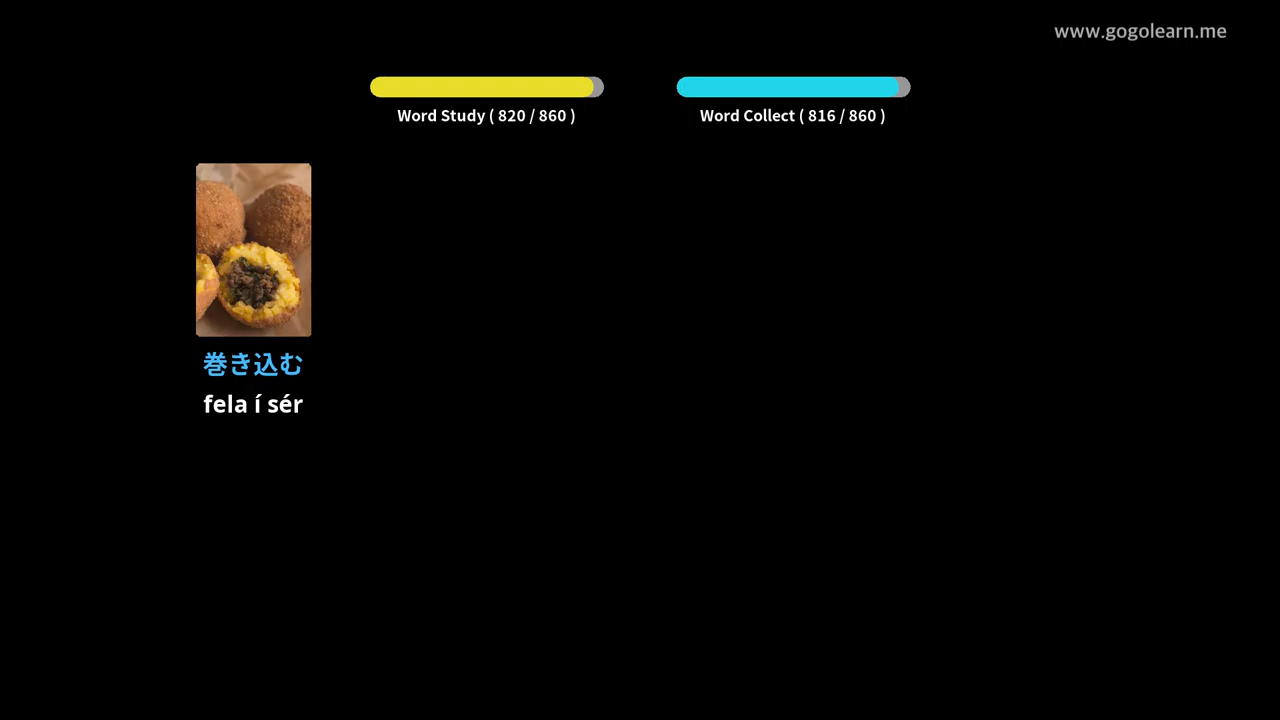 www.gogolearn.me
Word Study ( 820 / 860 )
Word Collect ( 816 / 860 )
巻き込む
fela í sér